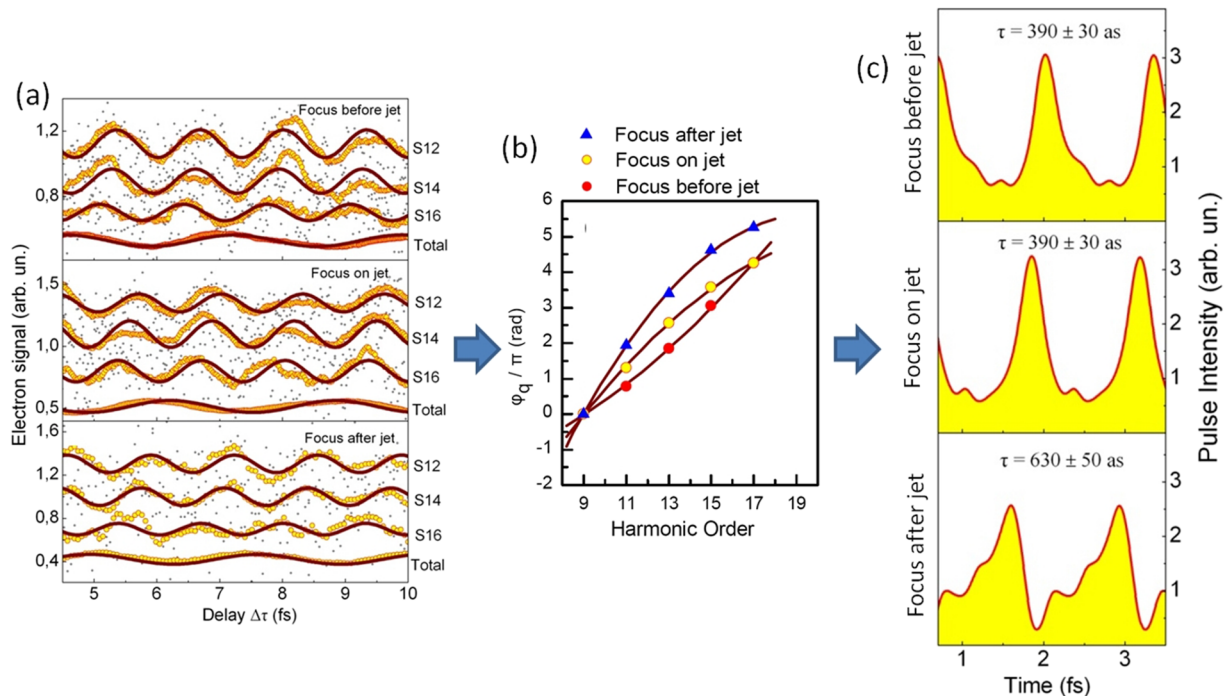 (a)
Electron signal (arb. un.)
1,2
0,8
Focus before jet
S12
S14
S16
Total
1,5
1,0
0,5
Focus on jet
S12
S14
S16
Total
1,6
1,2
0,8
0,4
Focus after jet
S12
S14
S16
Total
5 6 7 8 9 10
Delay Δτ (fs)
(b)
Focus after jet
Focus on jet
Focus before jet
φq / π (rad)
6
5
4
3
2
1
0
-1
-2
9 11 13 15 17 19
Harmonic Order
(c)
Focus before jet
τ = 390 ± 30 as
3
2
1
Focus on jet
τ = 390 ± 30 as
3
2
1
Focus after jet
τ = 630 ± 50 as
3
2
1
Pulse Intensity (arb. un.)
1 2 3
Time (fs)